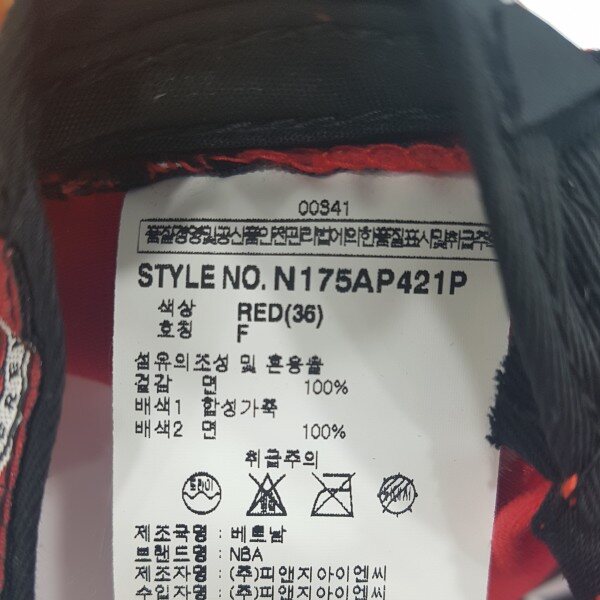 00341
STYLE NO. N175AP421P
색상 RED(36)
호칭 F
섬유의조성 및 혼용율
겉감 면 100%
배색1 합성가죽
배색2 면 100%
취급주의
드라이
제조국명 : 베트남
브랜드명 : NBA
제조자명 : (주)피앤지아이엔씨
수입자명 : (주)피앤지아이엔씨